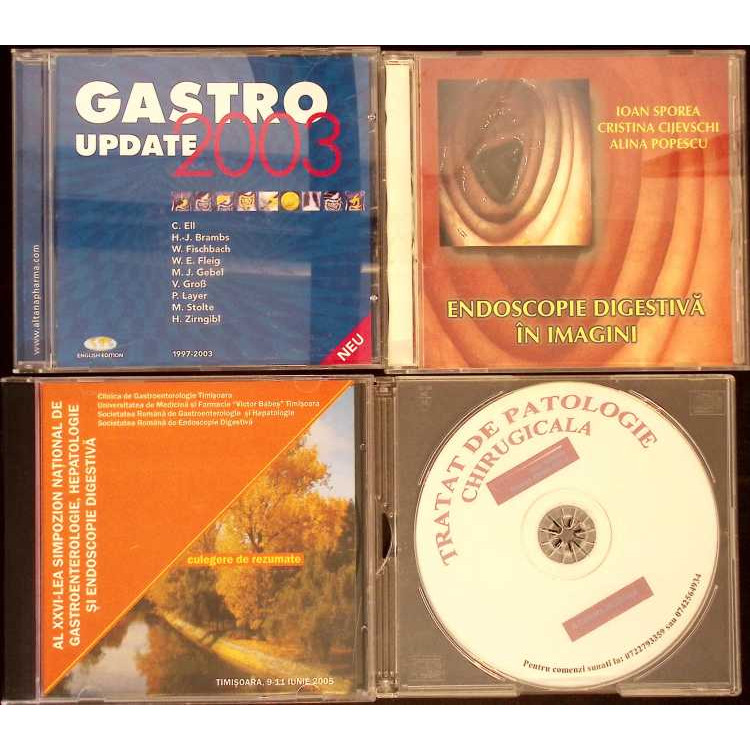 GASTRO
UPDATE 2003
C. Ell
H.-J. Brambs
W. Fischbach
W. E. Fleig
M. J. Gebel
V. Groß
P. Layer
M. Stolte
H. Zirngibl
www.altanapharma.com
ENGLISH EDITION
1997-2003
NEU
IOAN SPOREA
CRISTINA CIJEVSCHI
ALINA POPESCU
ENDOSCOPIE DIGESTIVĂ
ÎN IMAGINI
Clinica de Gastroenterologie Timișoara
Universitatea de Medicină și Farmacie "Victor Babeș" Timișoara
Societatea Română de Gastroenterologie și Hepatologie
Societatea Română de Endoscopie Digestivă
AL XXVI-LEA SIMPOZION NAȚIONAL DE
GASTROENTEROLOGIE, HEPATOLOGIE
ȘI ENDOSCOPIE DIGESTIVĂ
culegere de rezumate
TIMIȘOARA, 9-11 IUNIE 2005
TRATAT DE PATOLOGIE
CHIRUGICALA
Pentru comenzi sunati la: 0722793359 sau 0742564934